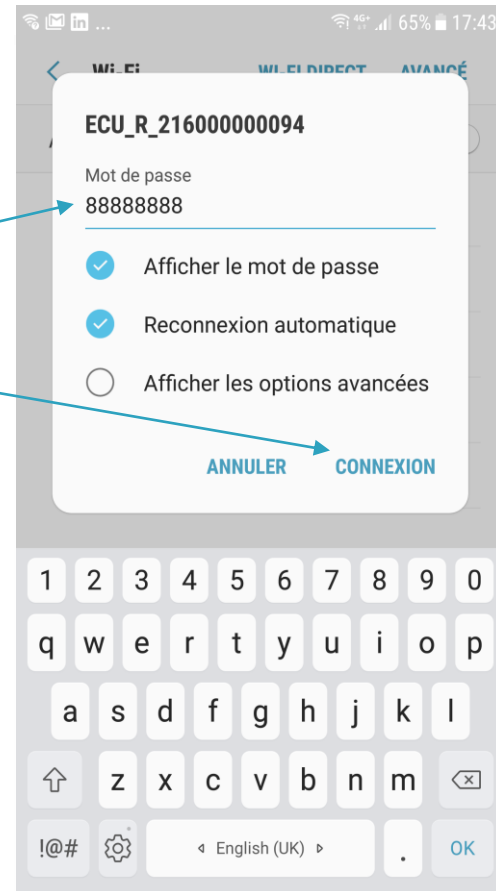 ... 4G+ 65% 17:43
Wi-Fi WI-FI DIRECT AVANCÉ
ECU_R_216000000094
Mot de passe
88888888
Afficher le mot de passe
Reconnexion automatique
Afficher les options avancées
ANNULER CONNEXION
1 2 3 4 5 6 7 8 9 0
q w e r t y u i o p
a s d f g h j k l
z x c v b n m
!@# English (UK) . OK